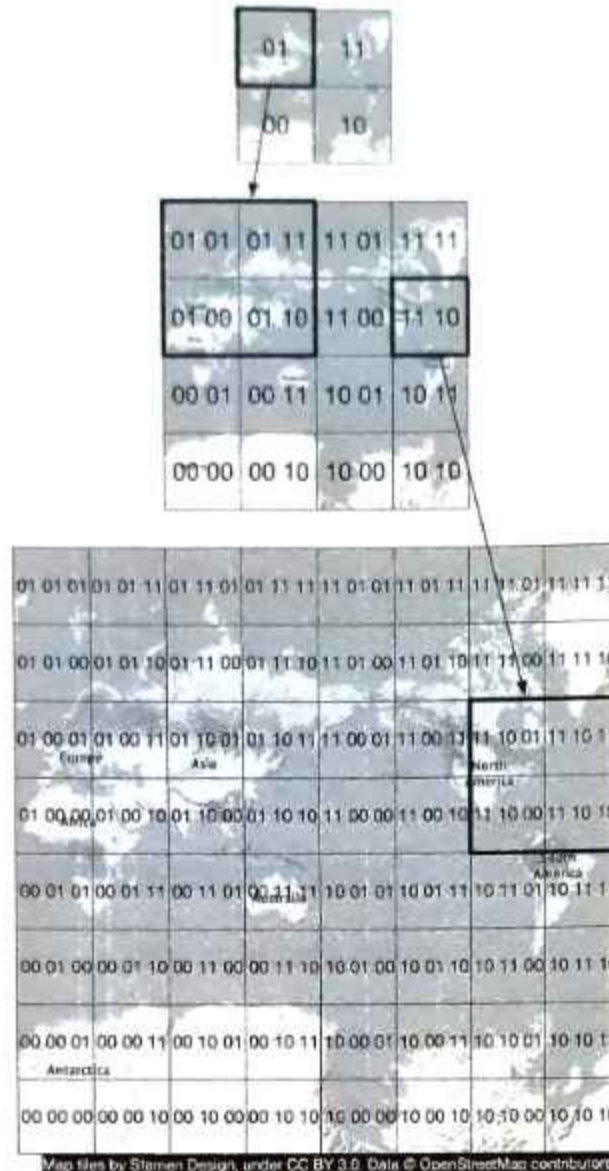 01 11
00 10
01 01 01 11 11 01 11 11
01 00 01 10 11 00 11 10
00 01 00 11 10 01 10 11
00 00 00 10 10 00 10 10
01 01 01 01 01 11 01 11 01 01 11 11 11 01 01 11 01 11 11 11 01 11 11
01 01 00 01 01 10 01 11 00 01 11 10 11 01 00 11 01 10 11 11 00 11 11
01 00 01 01 00 11 01 10 01 01 10 11 11 00 01 11 00 11 11 10 01 11 10
Europe Asia North
America
01 00 00 01 00 10 01 10 00 01 10 10 11 00 00 11 00 10 11 10 00 11 10
Africa
South
America
00 01 01 00 01 11 00 11 01 00 11 11 10 01 01 10 01 11 10 11 01 10 11
Australia
00 01 00 00 01 10 00 11 00 00 11 10 10 01 00 10 01 10 10 11 00 10 11
00 00 01 00 00 11 00 10 01 00 10 11 10 00 01 10 00 11 10 10 01 10 10
Antarctica
00 00 00 00 00 10 00 10 00 00 10 10 10 00 00 10 00 10 10 10 00 10 10
Map tiles by Stamen Design, under CC BY 3.0. Data © OpenStreetMap contributors